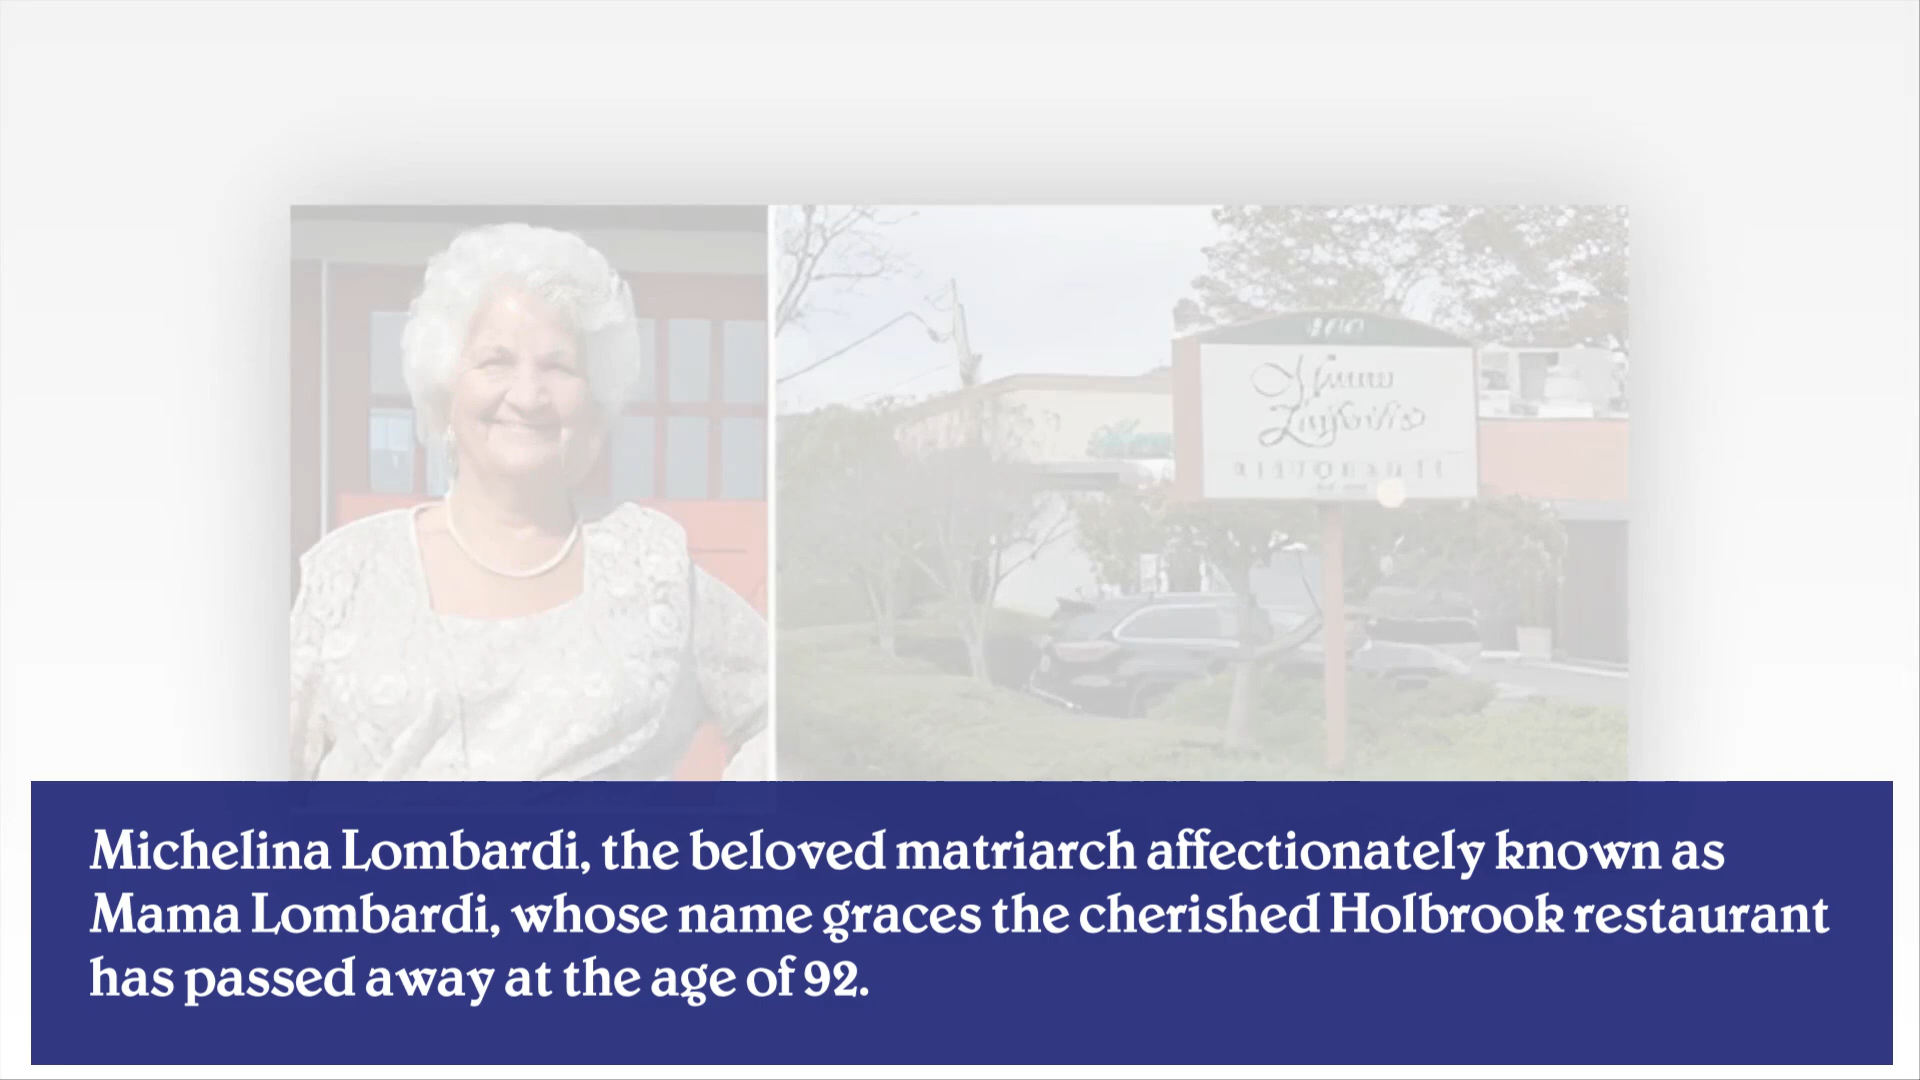 400
Michelina Lombardi, the beloved matriarch affectionately known as
Mama Lombardi, whose name graces the cherished Holbrook restaurant
has passed away at the age of 92.